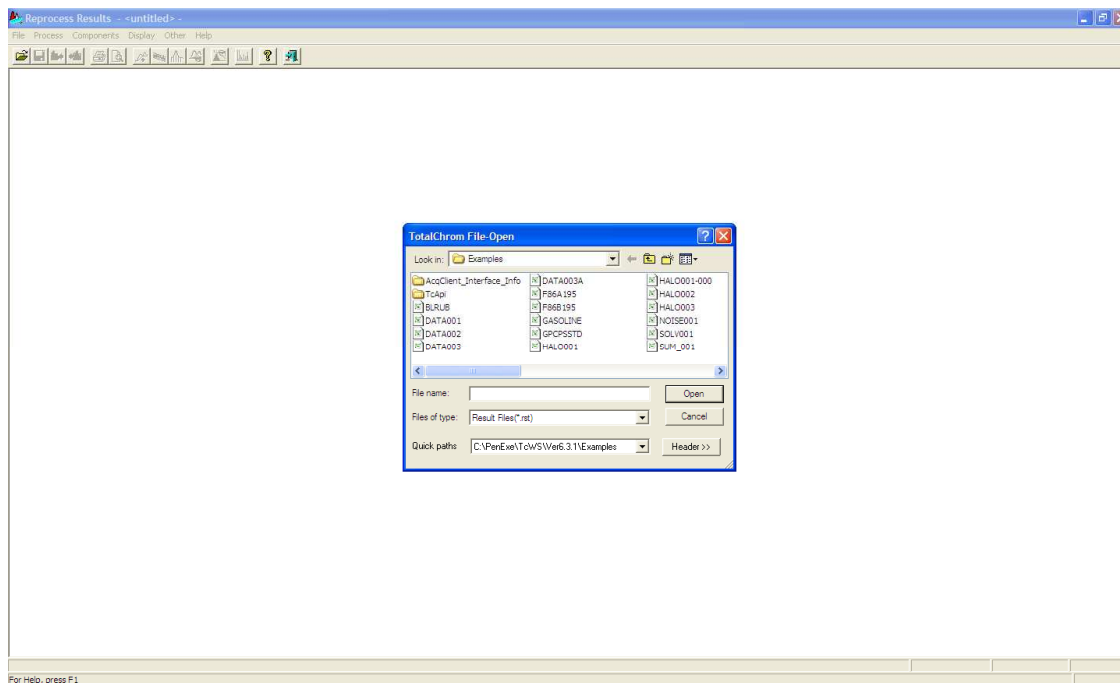 Reprocess Results - <untitled> -
File Process Components Display Other Help
TotalChrom File-Open
Look in: Examples
AcqClient_Interface_Info DATA003A HALO001-000
TcApi F86A195 HALO002
BLRUB F86B195 HALO003
DATA001 GASOLINE NOISE001
DATA002 GPCPSSTD SOLV001
DATA003 HALO001 SUM_001
File name: Open
Files of type: Result Files(*.rst) Cancel
Quick paths C:\PenExe\TcWS\Ver6.3.1\Examples Header >>
For Help, press F1